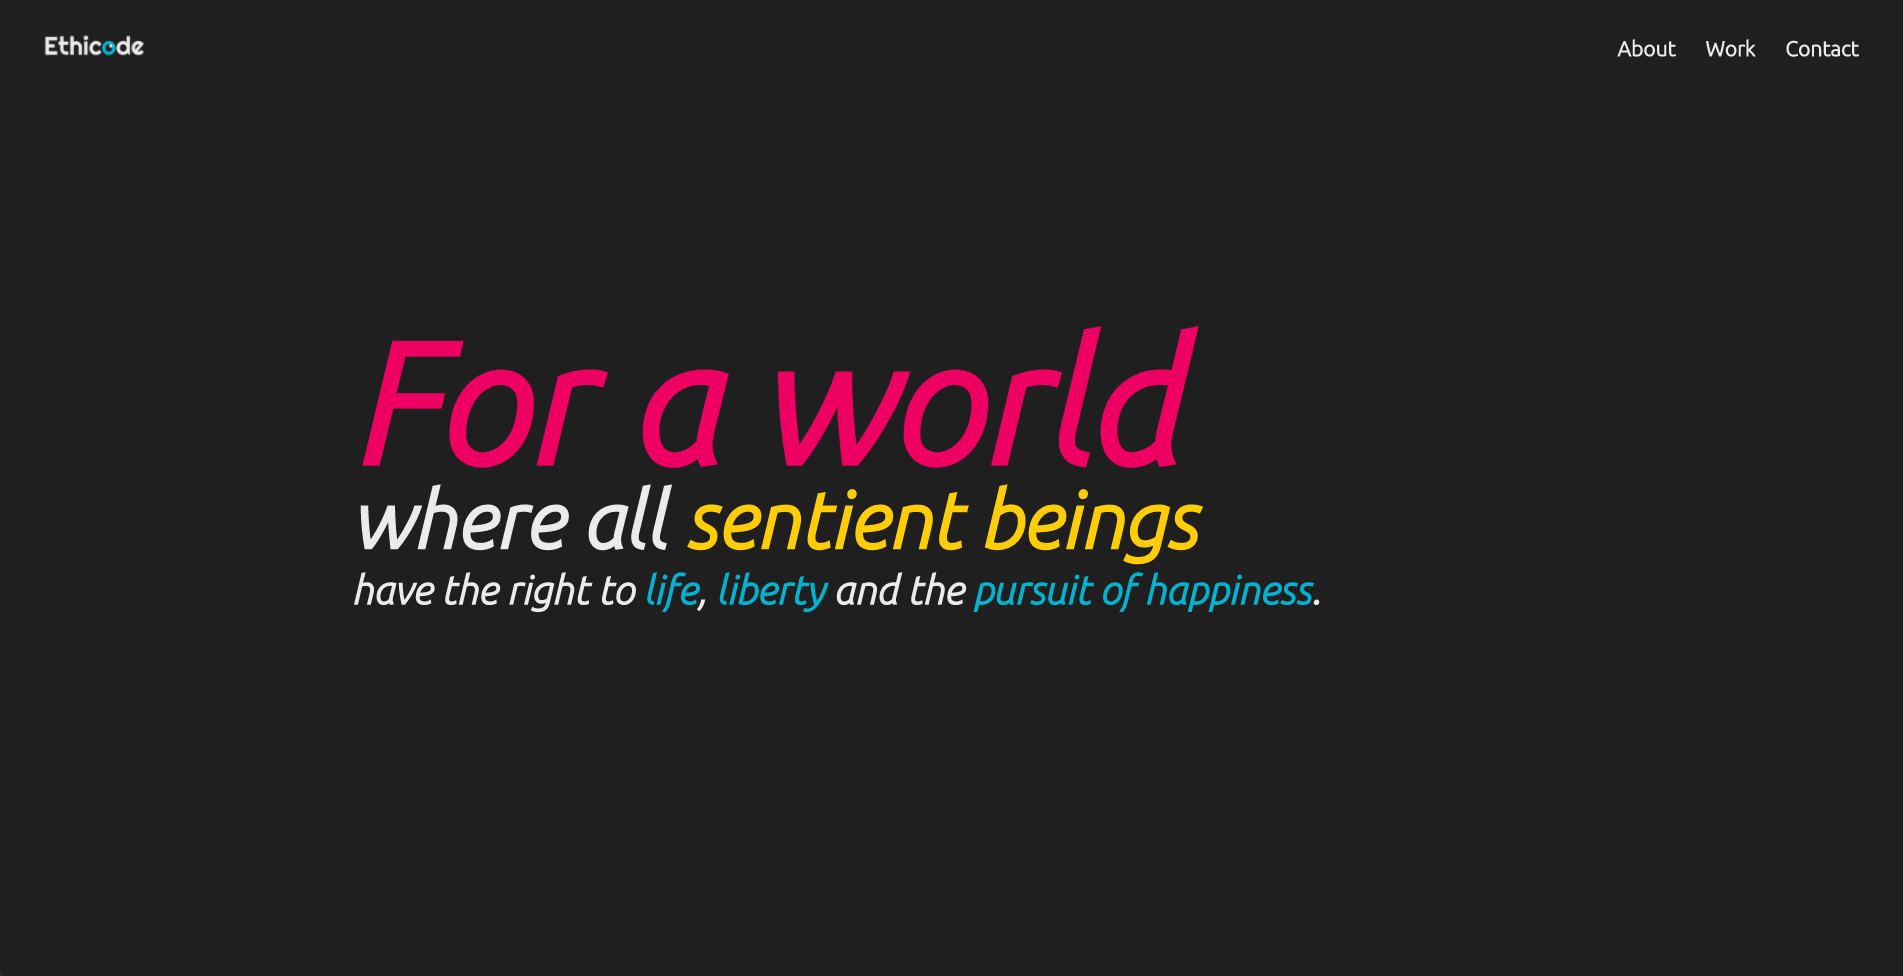 Ethicode
About Work Contact
For a world
where all sentient beings
have the right to life, liberty and the pursuit of happiness.